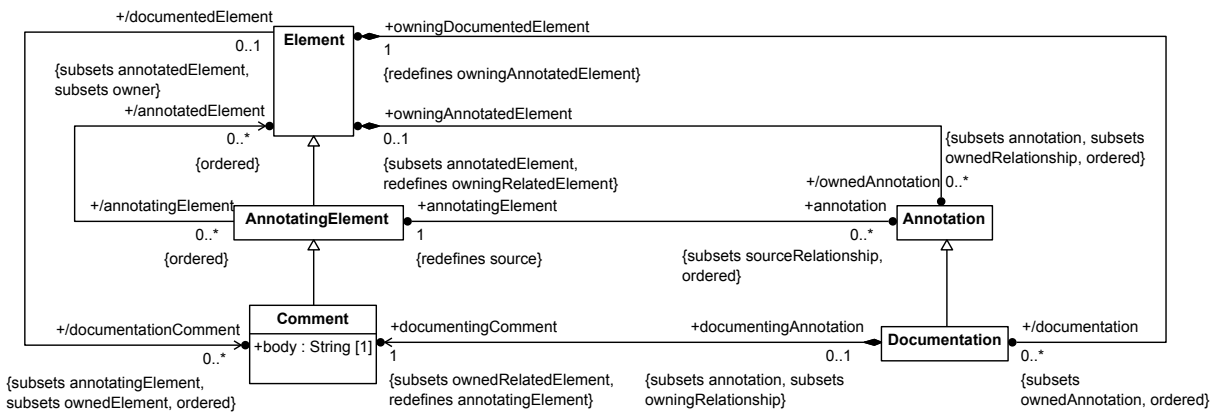 +/documentedElement
0..1
{subsets annotatedElement,
subsets owner}
Element
+owningDocumentedElement
1
{redefines owningAnnotatedElement}
+/annotatedElement
0..*
{ordered}
+owningAnnotatedElement
0..1
{subsets annotatedElement,
redefines owningRelatedElement}
{subsets annotation, subsets
ownedRelationship, ordered}
+/ownedAnnotation
0..*
+/annotatingElement
0..*
{ordered}
AnnotatingElement
+annotatingElement
1
{redefines source}
+annotation
0..*
{subsets sourceRelationship,
ordered}
Annotation
+/documentationComment
0..*
{subsets annotatingElement,
subsets ownedElement, ordered}
Comment
+body : String [1]
+documentingComment
1
{subsets ownedRelatedElement,
redefines annotatingElement}
+documentingAnnotation
0..1
{subsets annotation, subsets
owningRelationship}
Documentation
+/documentation
0..*
{subsets
ownedAnnotation, ordered}